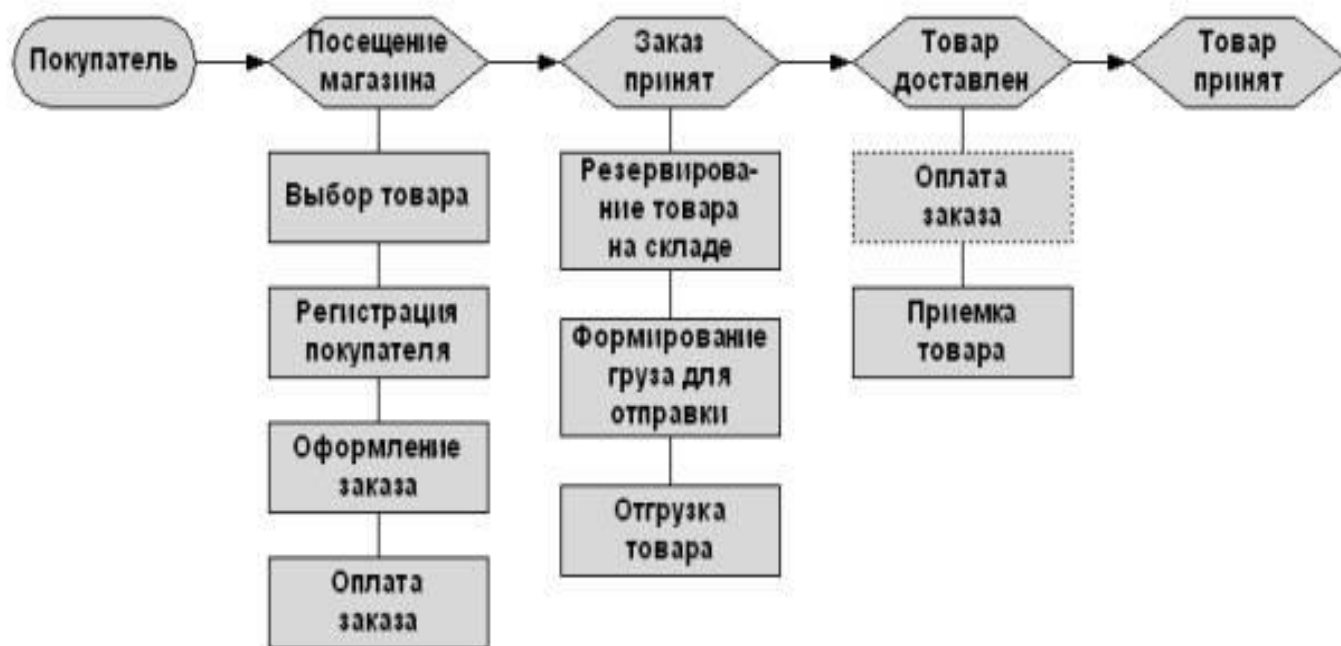 Покупатель
Посещение
магазина
Заказ
принят
Товар
доставлен
Товар
принят
Выбор товара
Регистрация
покупателя
Оформление
заказа
Оплата
заказа
Резервирова-
ние товара
на складе
Формирование
груза для
отправки
Отгрузка
товара
Оплата
заказа
Приемка
товара